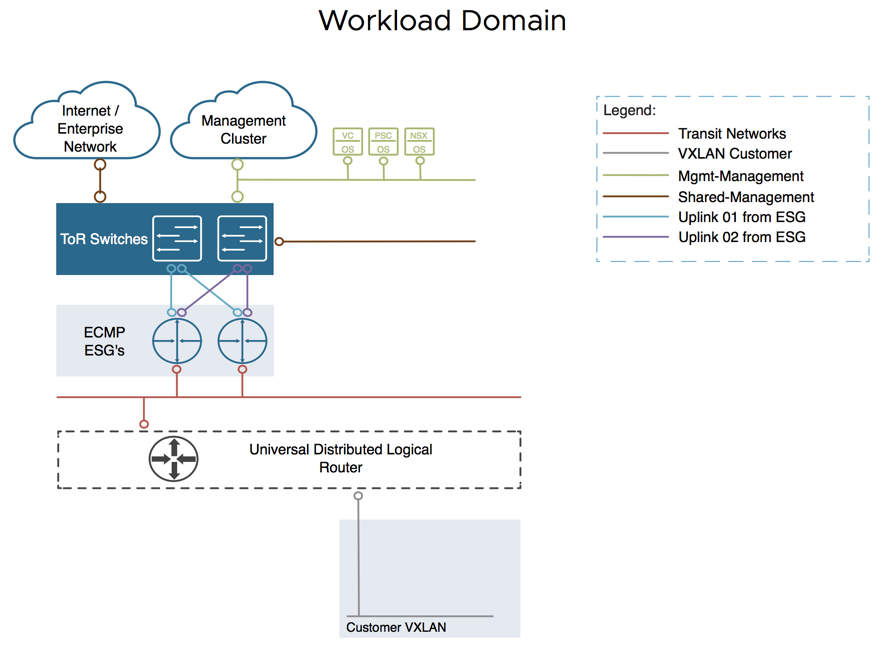 Workload Domain
Internet /
Enterprise
Network
Management
Cluster
VC
OS
PSC
OS
NSX
OS
Legend:
Transit Networks
VXLAN Customer
Mgmt-Management
Shared-Management
Uplink 01 from ESG
Uplink 02 from ESG
ToR Switches
ECMP
ESG's
Universal Distributed Logical
Router
Customer VXLAN